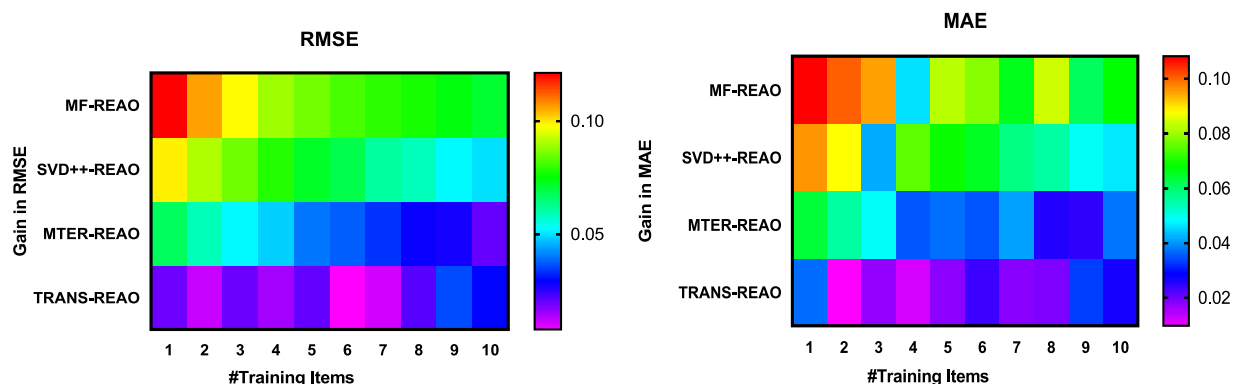 RMSE
Gain in RMSE
MF-REAO
SVD++-REAO
MTER-REAO
TRANS-REAO
1 2 3 4 5 6 7 8 9 10
#Training Items
0.10
0.05
MAE
Gain in MAE
MF-REAO
SVD++-REAO
MTER-REAO
TRANS-REAO
1 2 3 4 5 6 7 8 9 10
#Training Items
0.10
0.08
0.06
0.04
0.02